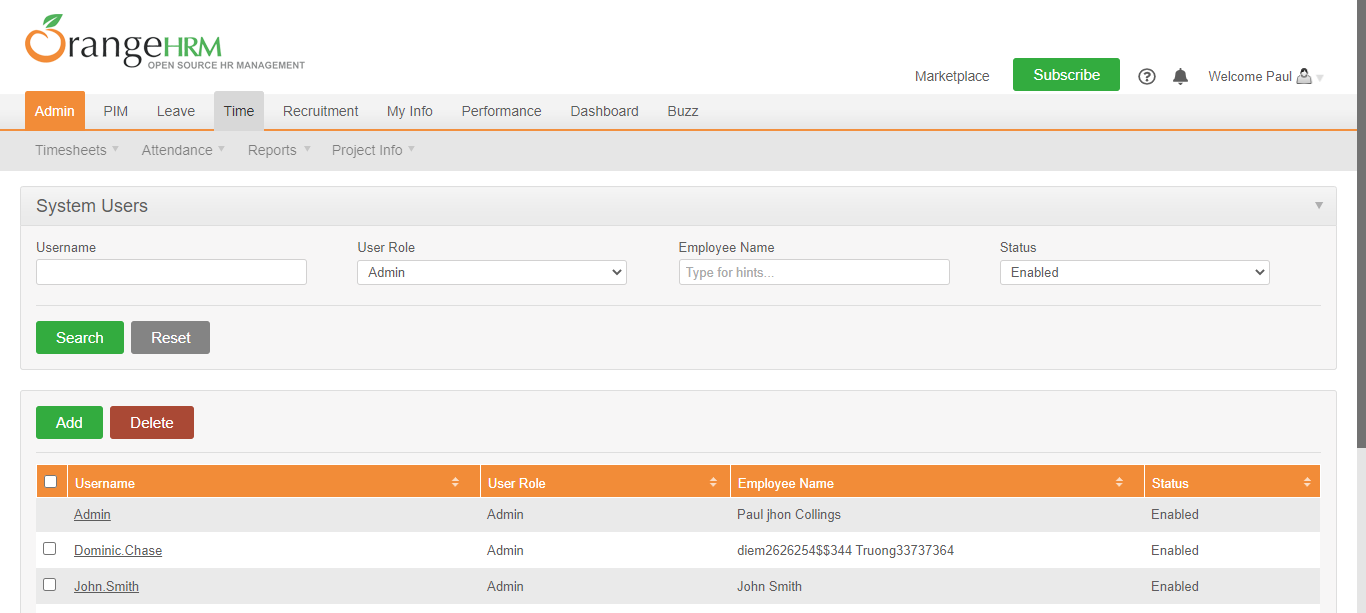 OrangeHRM
OPEN SOURCE HR MANAGEMENT
Marketplace Subscribe Welcome Paul
Admin PIM Leave Time Recruitment My Info Performance Dashboard Buzz
Timesheets Attendance Reports Project Info
System Users
Username User Role Employee Name Status
Admin Type for hints... Enabled
Search Reset
Add Delete
Username User Role Employee Name Status
Admin Admin Paul jhon Collings Enabled
Dominic.Chase Admin diem2626254$$344 Truong33737364 Enabled
John.Smith Admin John Smith Enabled